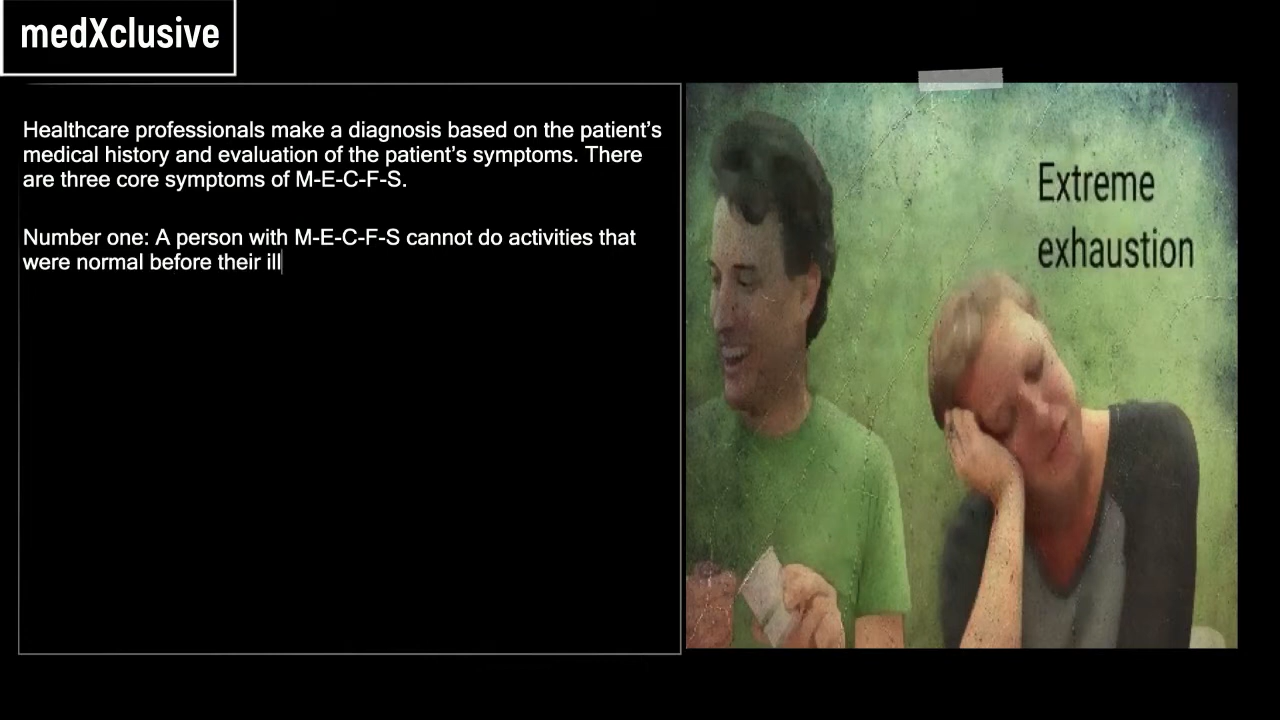 medXclusive
Healthcare professionals make a diagnosis based on the patient’s
medical history and evaluation of the patient’s symptoms. There
are three core symptoms of M-E-C-F-S.
Number one: A person with M-E-C-F-S cannot do activities that
were normal before their ill
Extreme
exhaustion